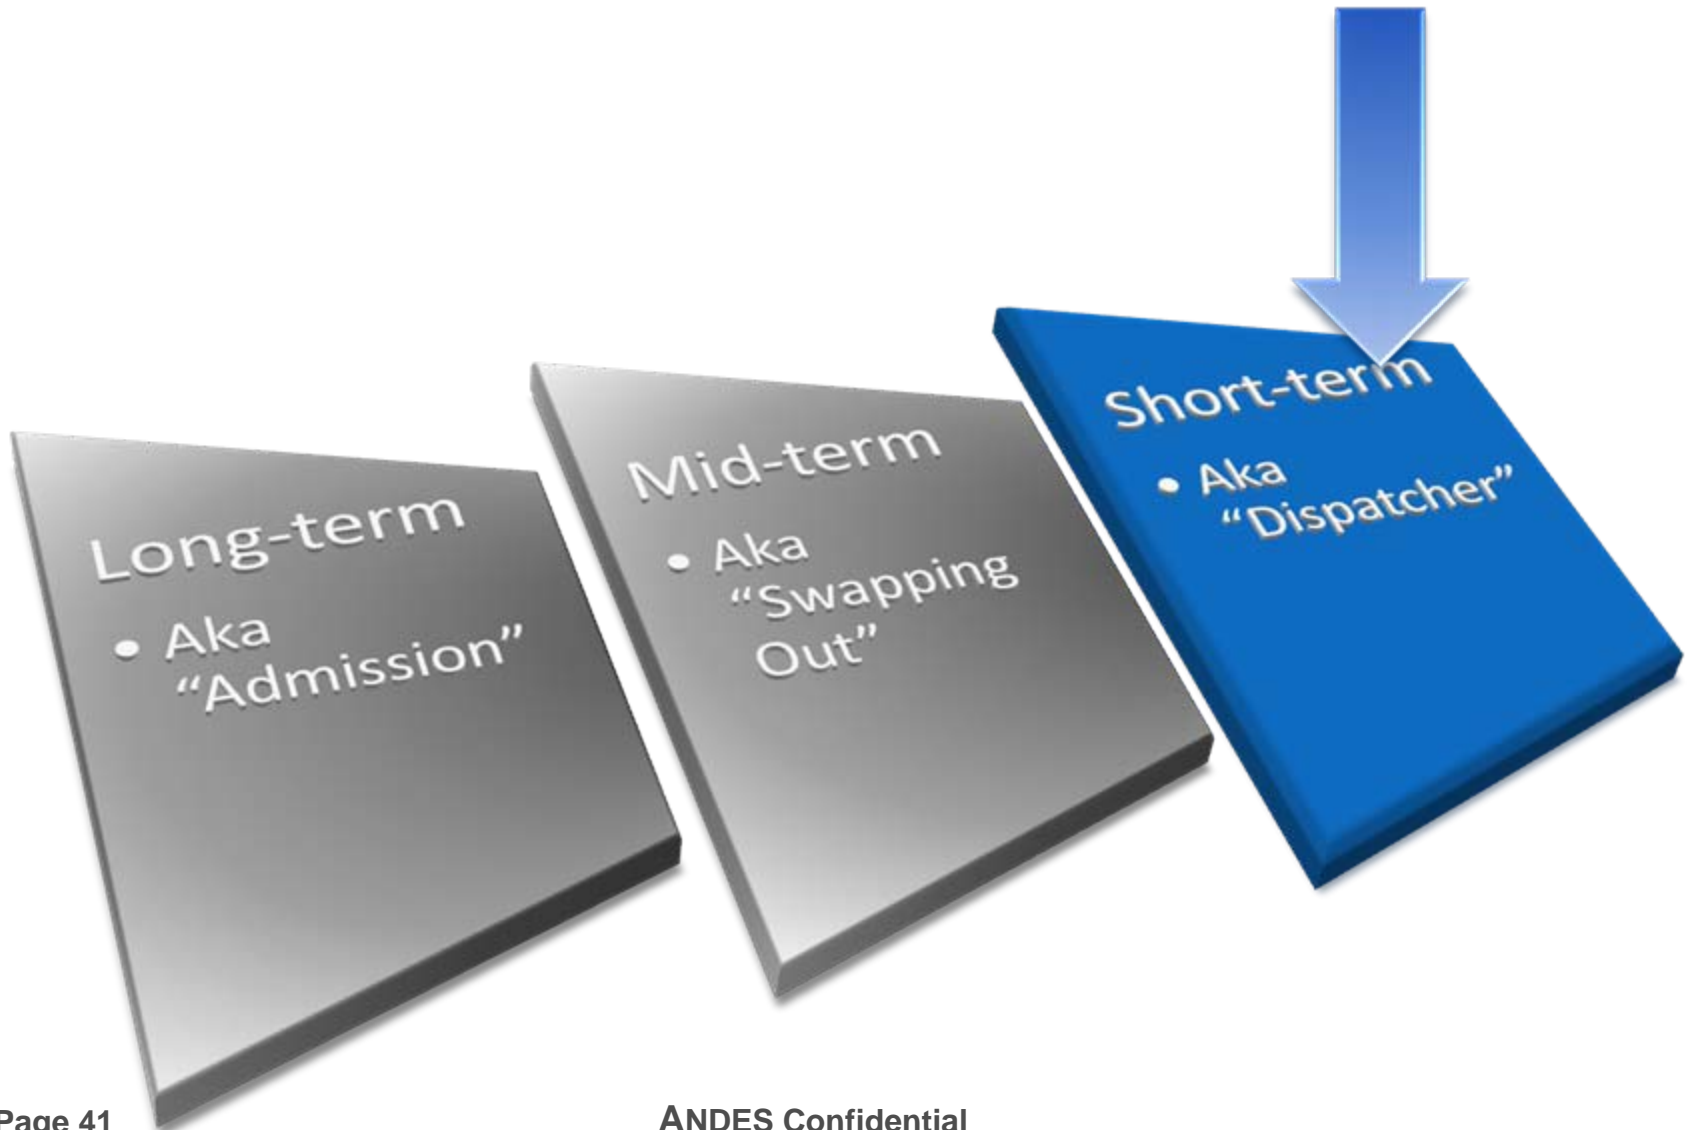 Long-term
• Aka
“Admission”
Mid-term
• Aka
“Swapping
Out”
Short-term
• Aka
“Dispatcher”
Page 41
ANDES Confidential